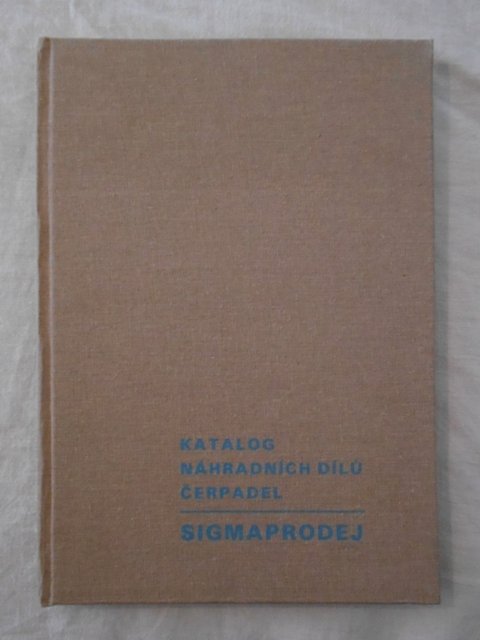 KATALOG
NÁHRADNÍCH DÍLŮ
ČERPADEL
SIGMAPRODEJ